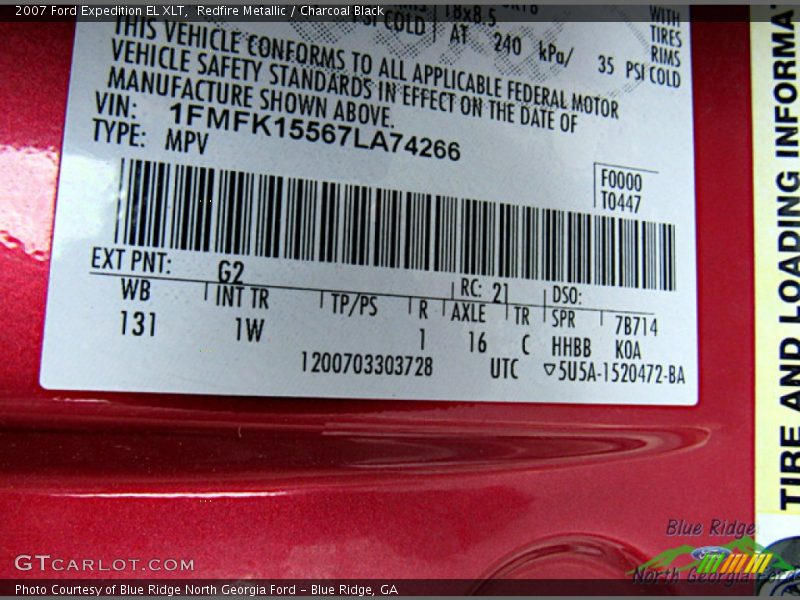 2007 Ford Expedition EL XLT, Redfire Metallic / Charcoal Black
PSI COLD
18x8.5
AT 240 kPa/ 35 PSI COLD
WITH
TIRES
RIMS
THIS VEHICLE CONFORMS TO ALL APPLICABLE FEDERAL MOTOR
VEHICLE SAFETY STANDARDS IN EFFECT ON THE DATE OF
MANUFACTURE SHOWN ABOVE.
VIN: 1FMFK15567LA74266
TYPE: MPV
F0000
T0447
EXT PNT: G2 RC: 21 DSO:
WB INT TR TP/PS R AXLE TR SPR 7B714
131 1W 1 16 C HHBB KOA
1200703303728 UTC ▽5U5A-1520472-BA
TIRE AND LOADING INFORMA
GTCARLOT.COM
Blue Ridge
North Georgia Ford
Photo Courtesy of Blue Ridge North Georgia Ford – Blue Ridge, GA